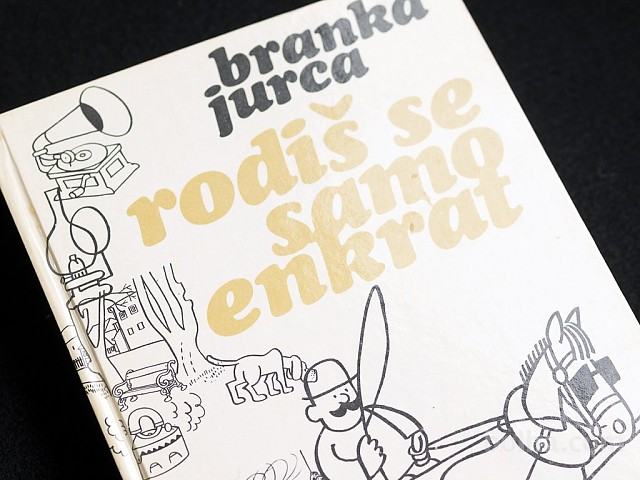 branka
jurca
rodiš se
samo
enkrat